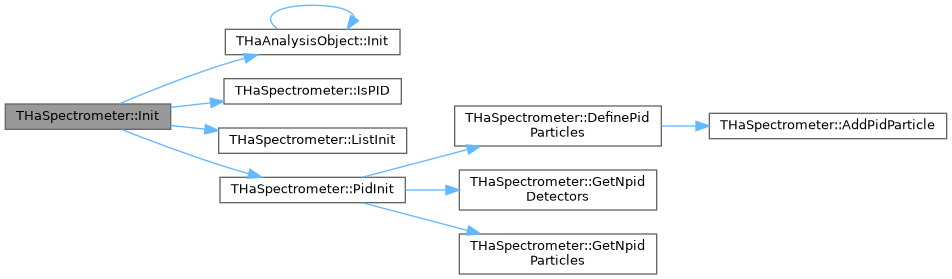 THaSpectrometer::Init
THaAnalysisObject::Init
THaSpectrometer::IsPID
THaSpectrometer::ListInit
THaSpectrometer::PidInit
THaSpectrometer::DefinePid
Particles
THaSpectrometer::GetNpid
Detectors
THaSpectrometer::GetNpid
Particles
THaSpectrometer::AddPidParticle